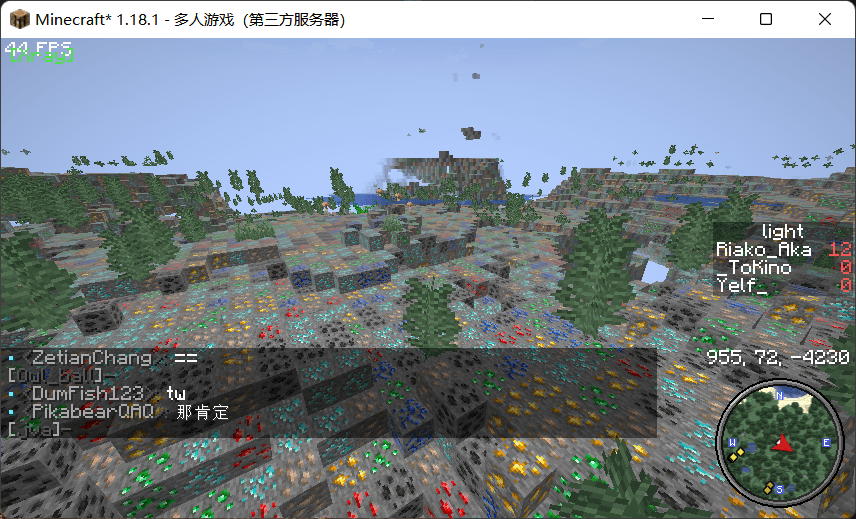 Minecraft* 1.18.1 - 多人游戏（第三方服务器）
44 FPS
light
Riako_Aka 12
_ToKino 0
Yelf_ 0
955, 72, -4230
ZetianChang ==
[Owl_ball]~
DumFish123 tw
PikabearQAQ 那肯定
N
W E
S